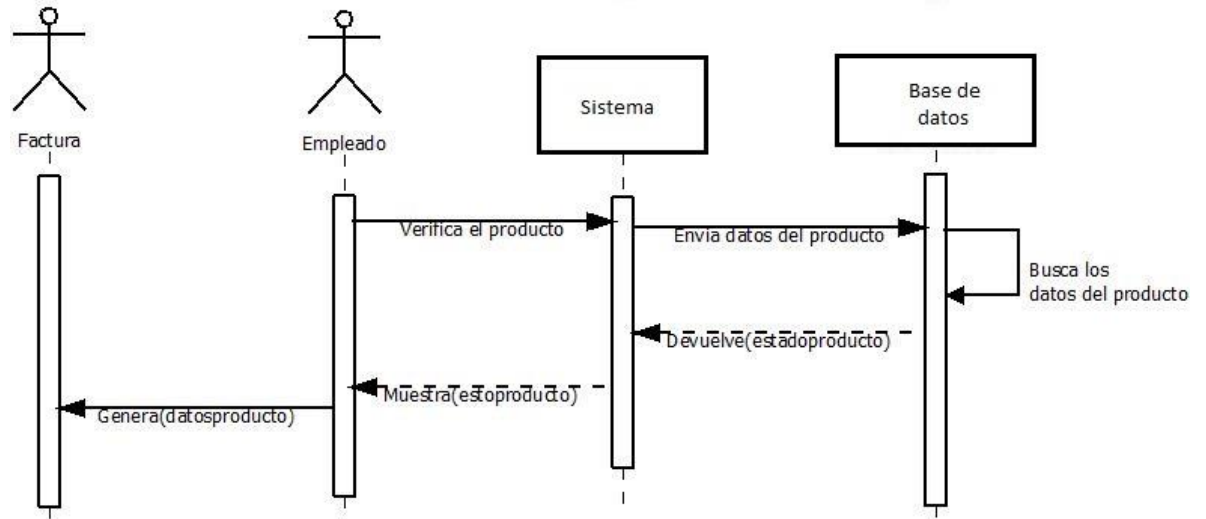 Factura
Empleado
Sistema
Base de
datos
Verifica el producto
Envia datos del producto
Busca los
datos del producto
Devuelve(estadoproducto)
Muestra(estoproducto)
Genera(datosproducto)